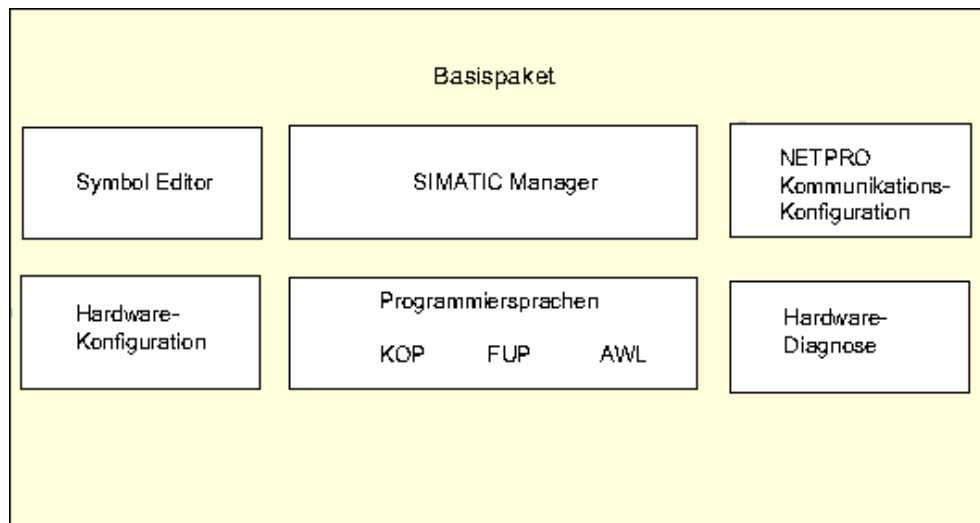 Basispaket
Symbol Editor
SIMATIC Manager
NETPRO
Kommunikations-
Konfiguration
Hardware-
Konfiguration
Programmiersprachen
KOP FUP AWL
Hardware-
Diagnose